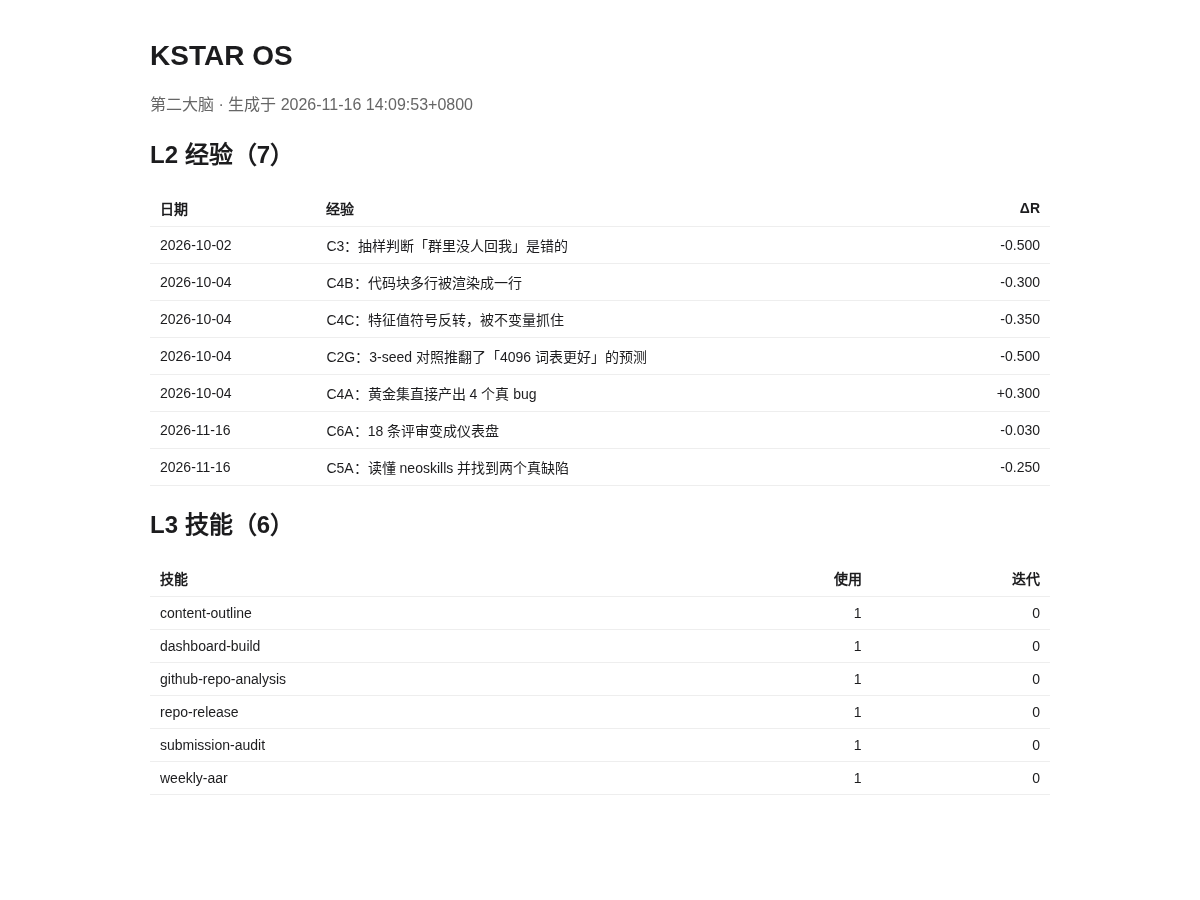 KSTAR OS
第二大脑 · 生成于 2026-11-16 14:09:53+0800
L2 经验（7）
日期 经验 ΔR
2026-10-02 C3：抽样判断「群里没人回我」是错的 -0.500
2026-10-04 C4B：代码块多行被渲染成一行 -0.300
2026-10-04 C4C：特征值符号反转，被不变量抓住 -0.350
2026-10-04 C2G：3-seed 对照推翻了「4096 词表更好」的预测 -0.500
2026-10-04 C4A：黄金集直接产出 4 个真 bug +0.300
2026-11-16 C6A：18 条评审变成仪表盘 -0.030
2026-11-16 C5A：读懂 neoskills 并找到两个真缺陷 -0.250
L3 技能（6）
技能 使用 迭代
content-outline 1 0
dashboard-build 1 0
github-repo-analysis 1 0
repo-release 1 0
submission-audit 1 0
weekly-aar 1 0